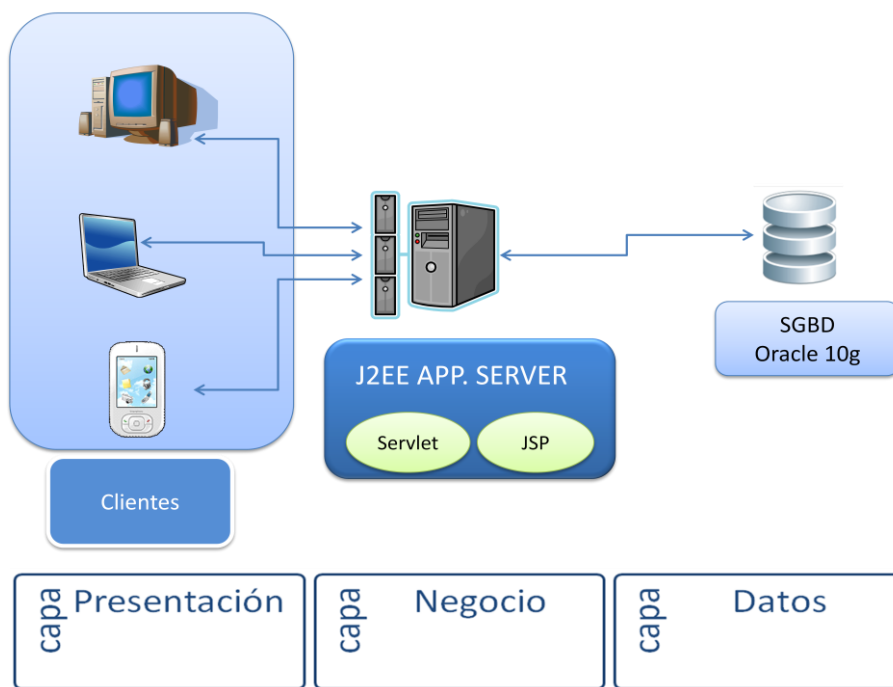 SGBD
Oracle 10g
J2EE APP. SERVER
Servlet
JSP
Clientes
capa Presentación
capa Negocio
capa Datos